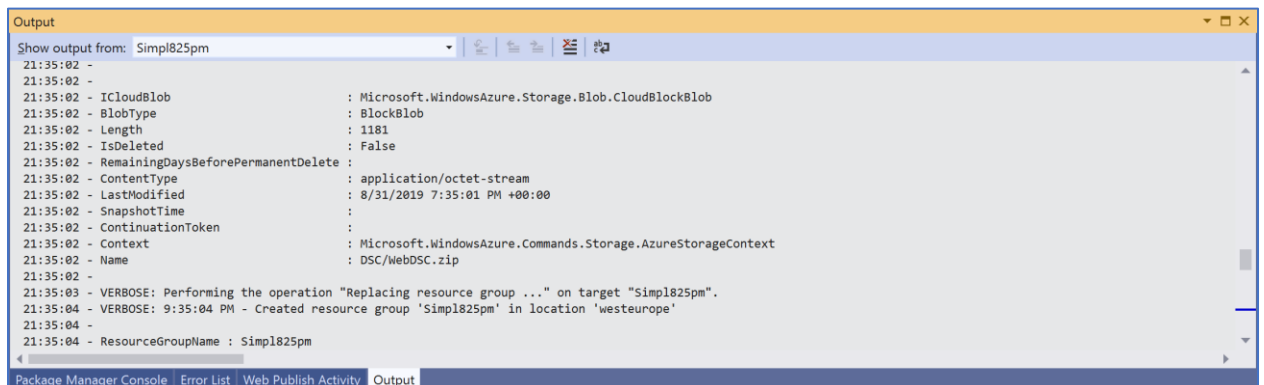 Output
Show output from: Simpl825pm
21:35:02 -
21:35:02 -
21:35:02 - ICloudBlob : Microsoft.WindowsAzure.Storage.Blob.CloudBlockBlob
21:35:02 - BlobType : BlockBlob
21:35:02 - Length : 1181
21:35:02 - IsDeleted : False
21:35:02 - RemainingDaysBeforePermanentDelete :
21:35:02 - ContentType : application/octet-stream
21:35:02 - LastModified : 8/31/2019 7:35:01 PM +00:00
21:35:02 - SnapshotTime :
21:35:02 - ContinuationToken :
21:35:02 - Context : Microsoft.WindowsAzure.Commands.Storage.AzureStorageContext
21:35:02 - Name : DSC/WebDSC.zip
21:35:02 -
21:35:03 - VERBOSE: Performing the operation "Replacing resource group ..." on target "Simpl825pm".
21:35:04 - VERBOSE: 9:35:04 PM - Created resource group 'Simpl825pm' in location 'westeurope'
21:35:04 -
21:35:04 - ResourceGroupName : Simpl825pm
Package Manager Console Error List Web Publish Activity Output